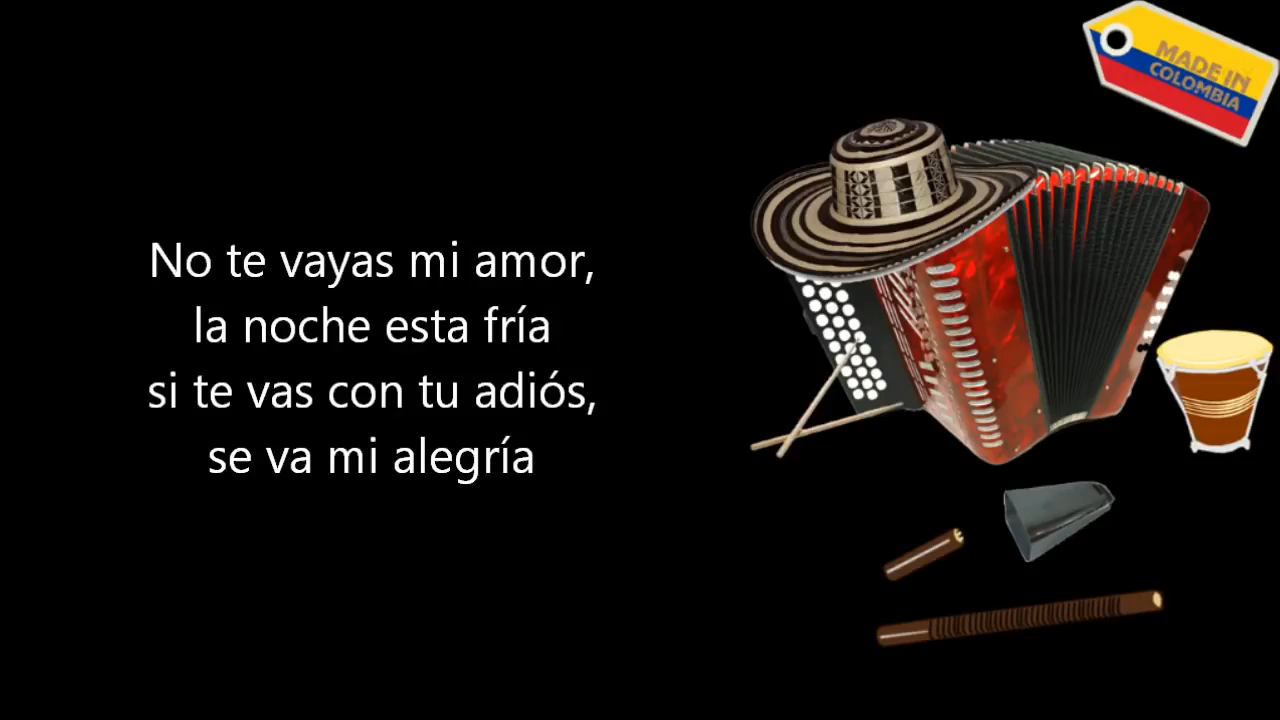 No te vayas mi amor,
la noche esta fría
si te vas con tu adiós,
se va mi alegría
MADE IN
COLOMBIA